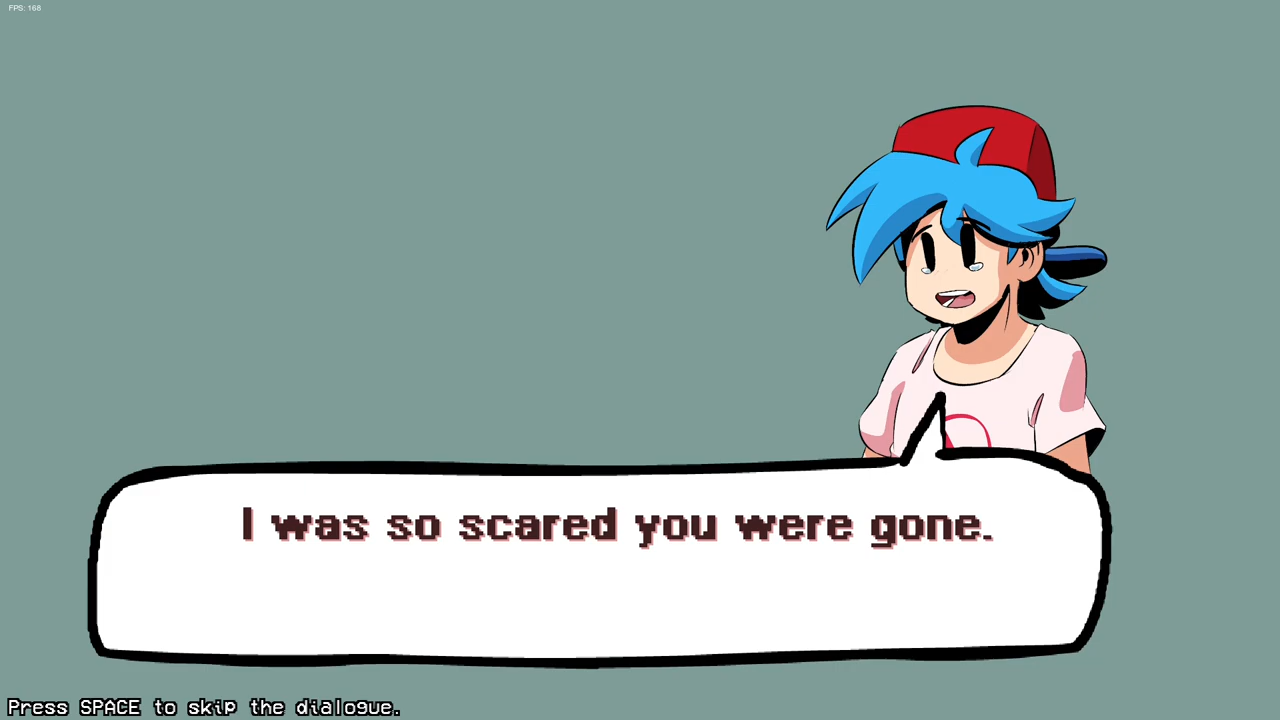 FPS: 168
I was so scared you were gone.
Press SPACE to skip the dialogue.